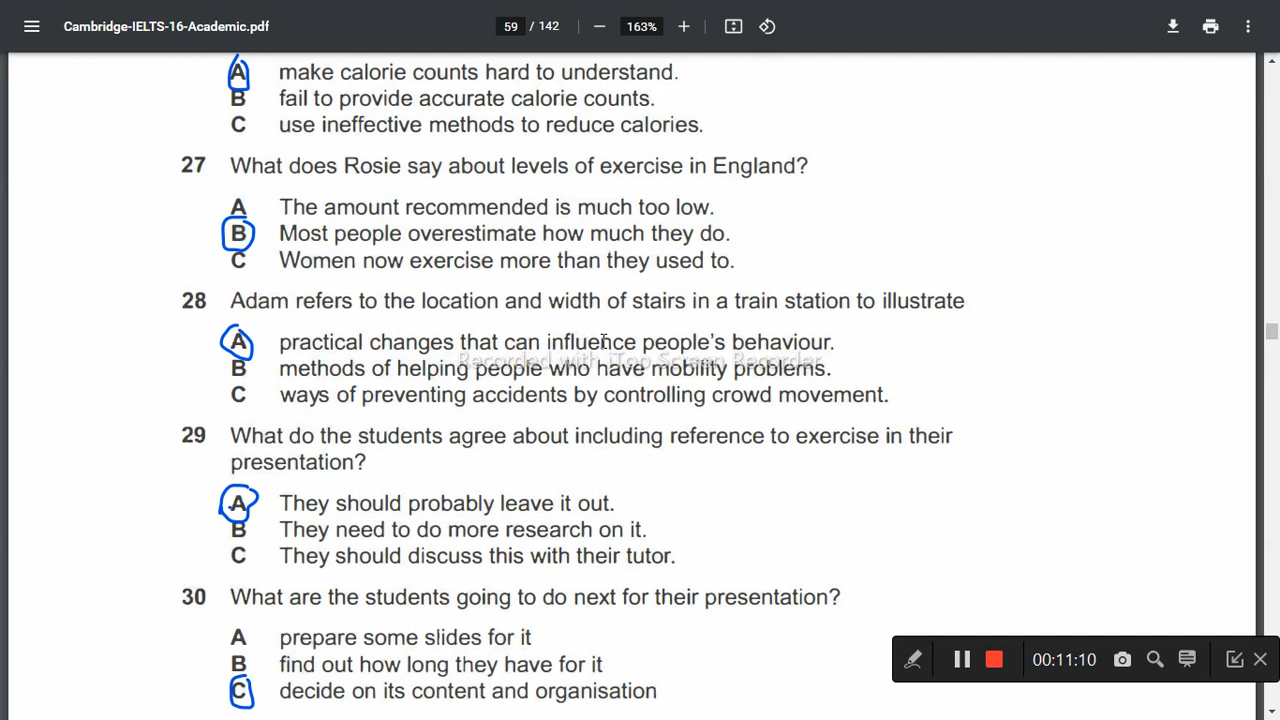 Cambridge-IELTS-16-Academic.pdf
59 / 142
163%
A make calorie counts hard to understand.
B fail to provide accurate calorie counts.
C use ineffective methods to reduce calories.
27 What does Rosie say about levels of exercise in England?
A The amount recommended is much too low.
B Most people overestimate how much they do.
C Women now exercise more than they used to.
28 Adam refers to the location and width of stairs in a train station to illustrate
A practical changes that can influence people's behaviour.
Recorded with iTop Screen Recorder
B methods of helping people who have mobility problems.
C ways of preventing accidents by controlling crowd movement.
29 What do the students agree about including reference to exercise in their
presentation?
A They should probably leave it out.
B They need to do more research on it.
C They should discuss this with their tutor.
30 What are the students going to do next for their presentation?
A prepare some slides for it
B find out how long they have for it
C decide on its content and organisation
00:11:10